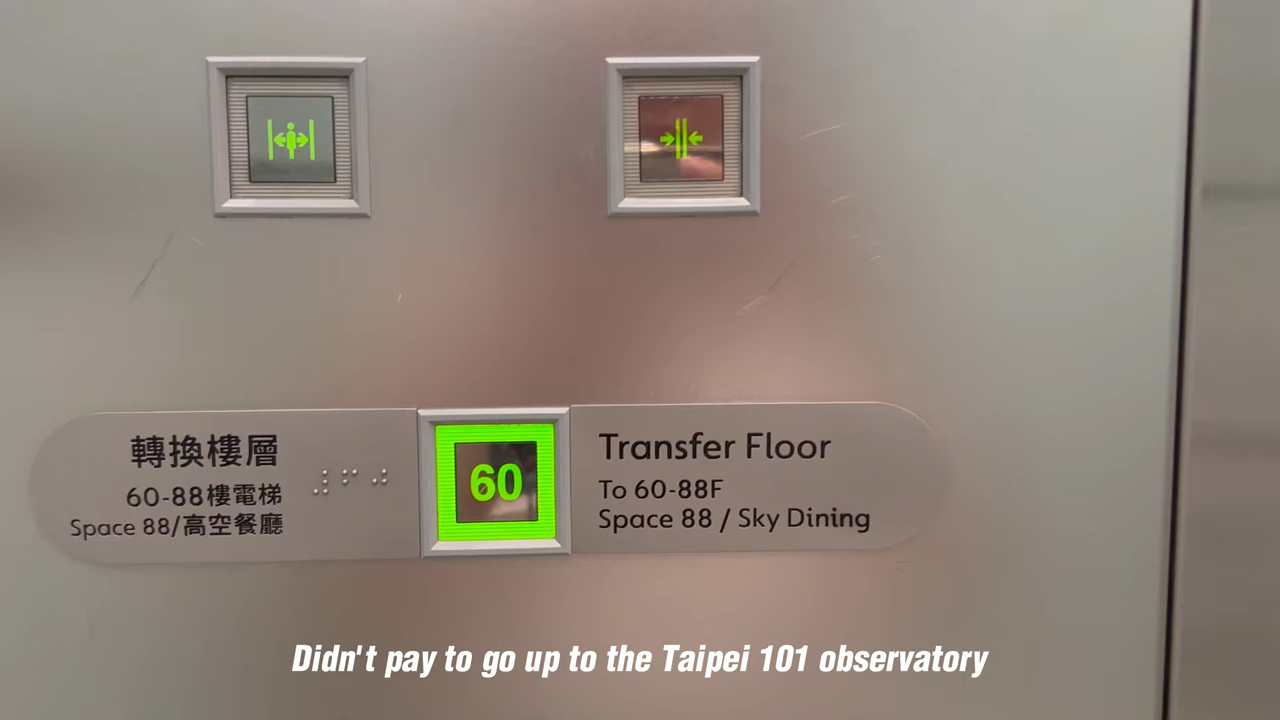 轉換樓層
60-88樓電梯
Space 88/高空餐廳
60
Transfer Floor
To 60-88F
Space 88 / Sky Dining
Didn't pay to go up to the Taipei 101 observatory